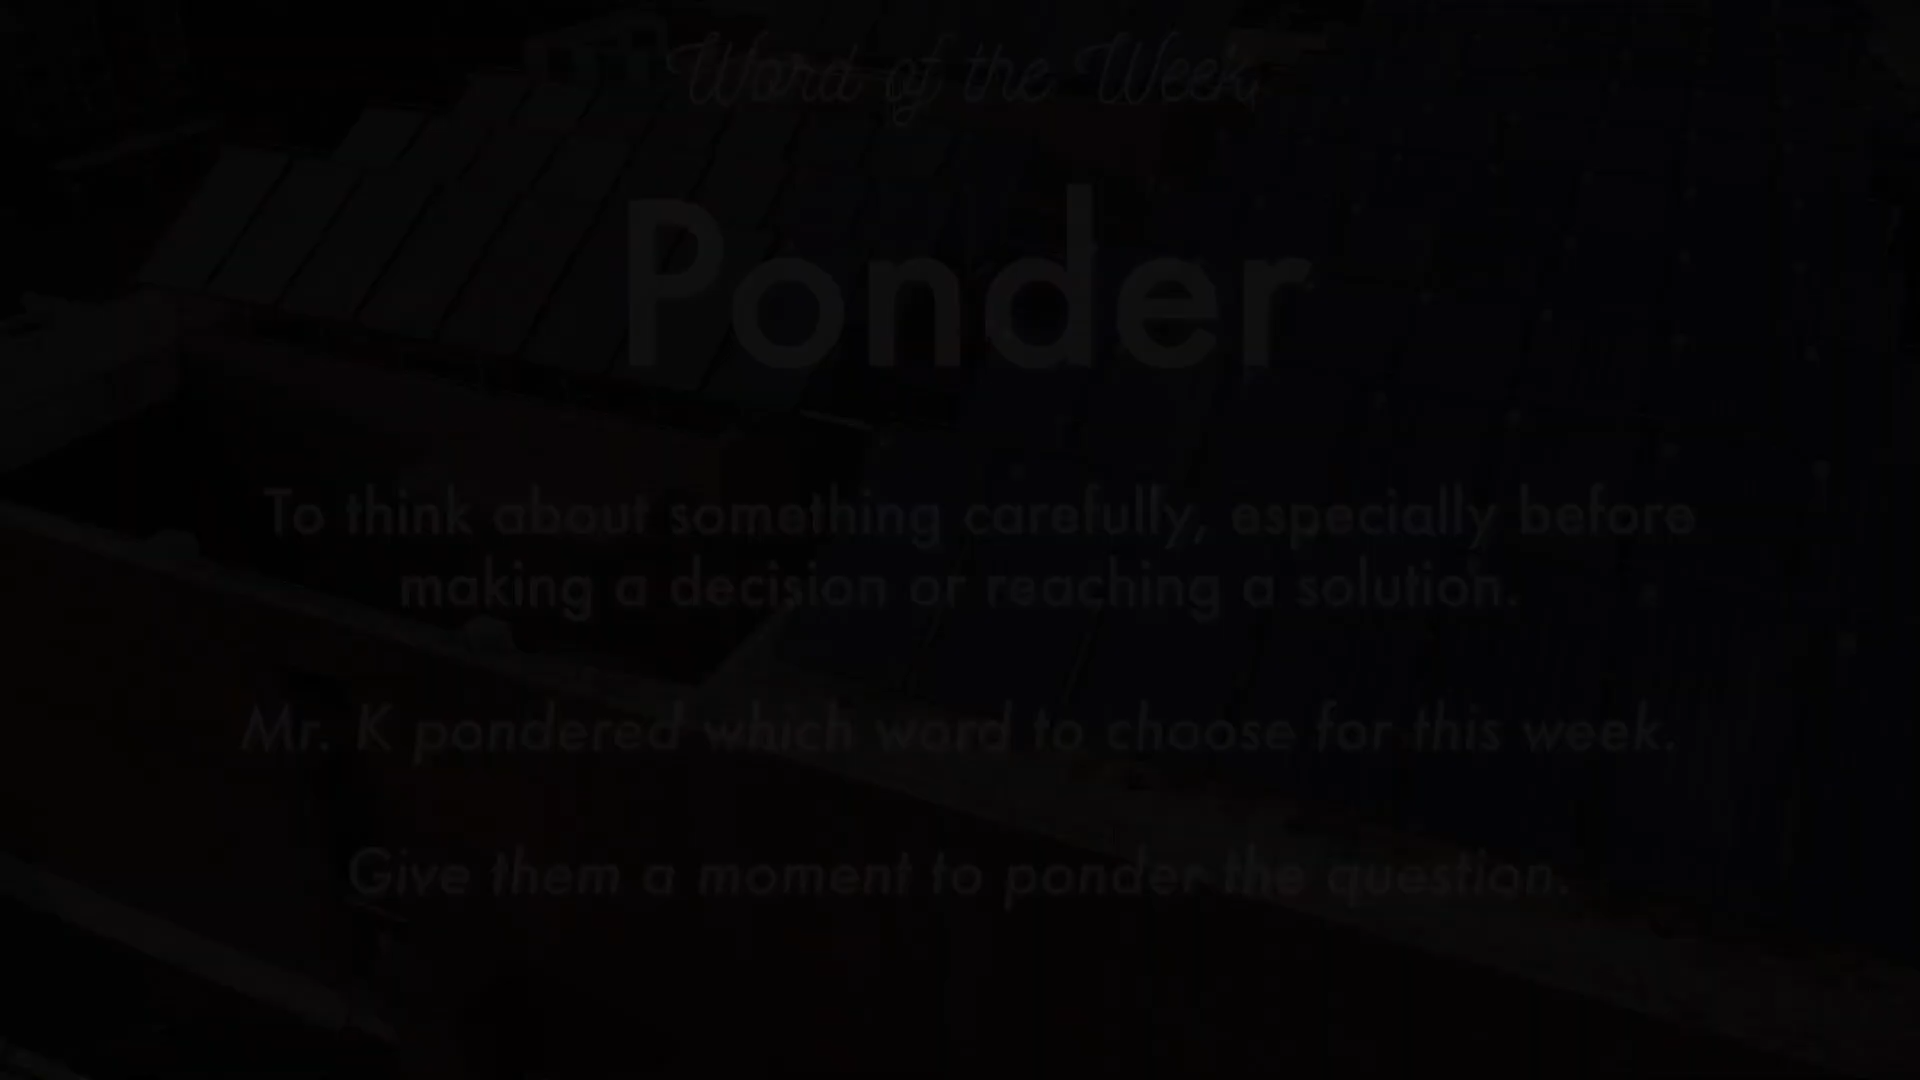 Word of the Week
Ponder
To think about something carefully, especially before
making a decision or reaching a solution.
Mr. K pondered which word to choose for this week.
Give them a moment to ponder the question.